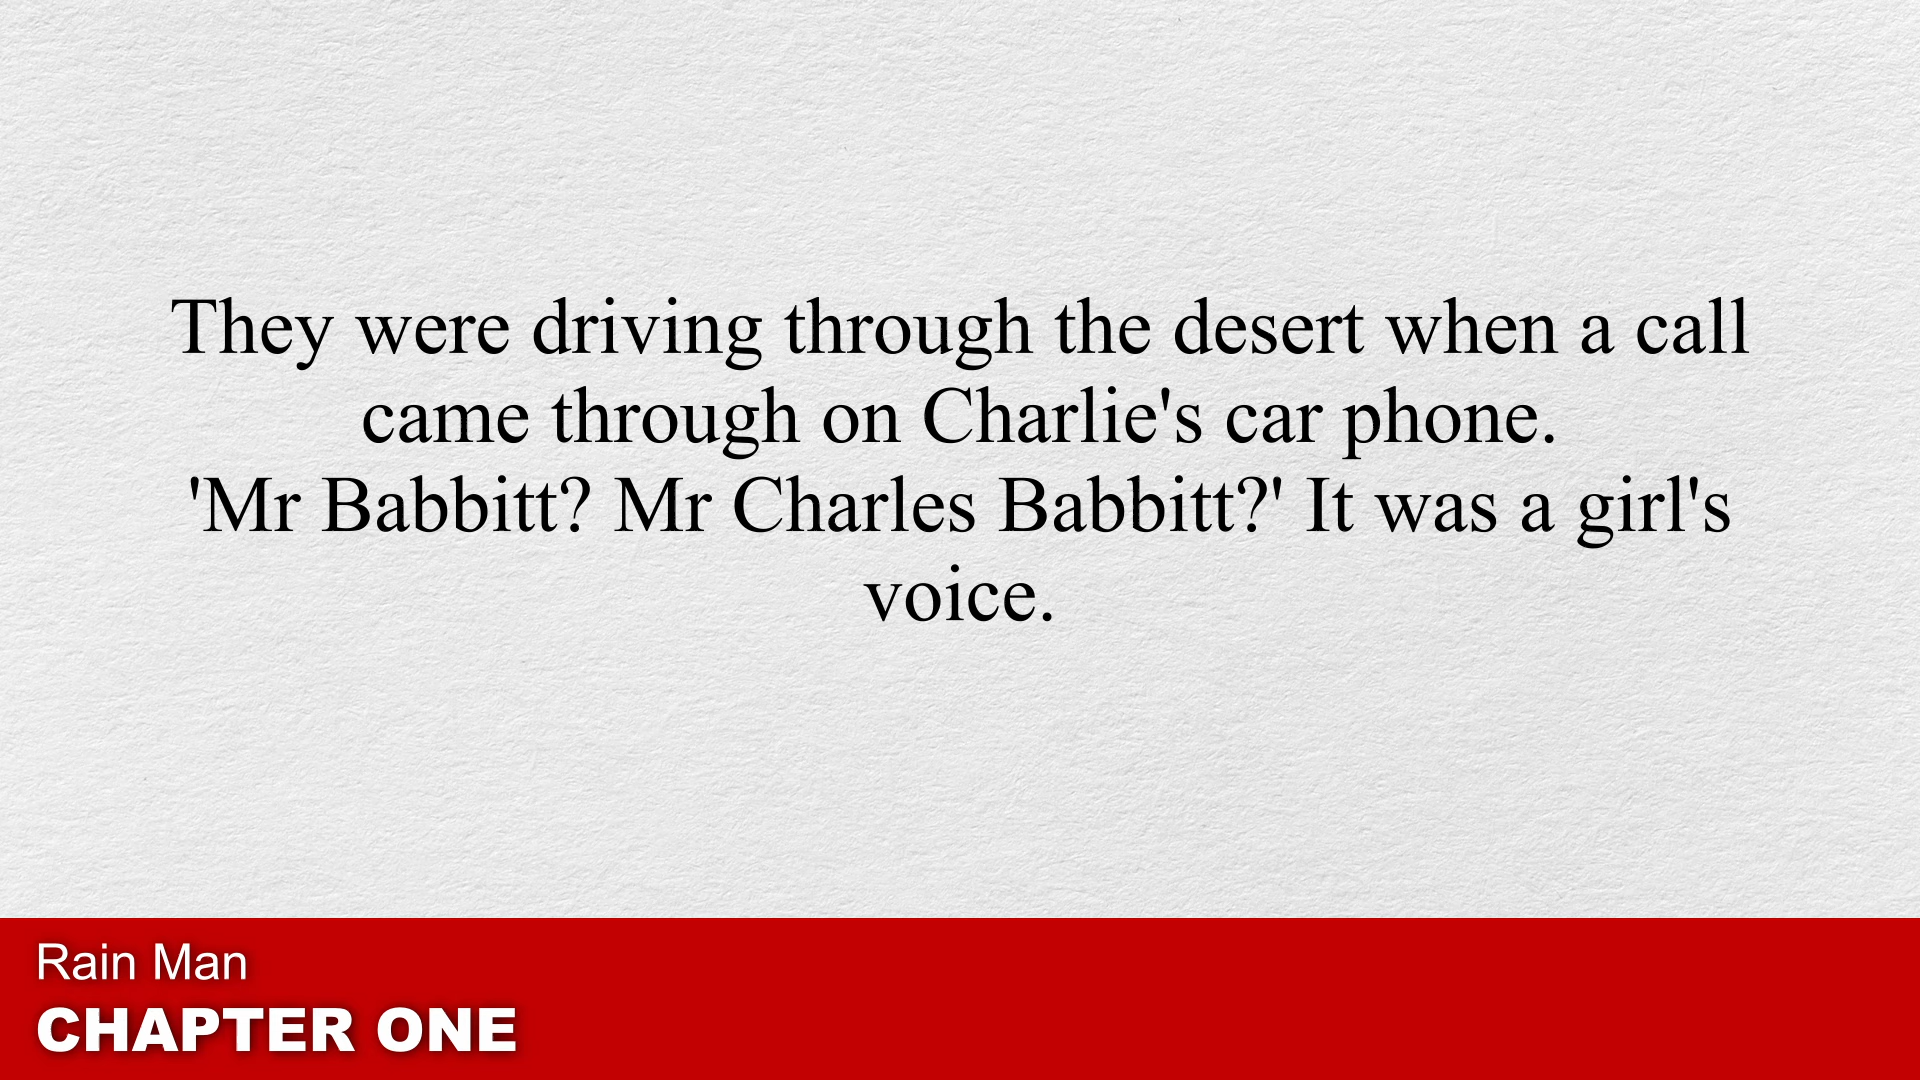 They were driving through the desert when a call
came through on Charlie's car phone.
'Mr Babbitt? Mr Charles Babbitt?' It was a girl's
voice.
Rain Man
CHAPTER ONE